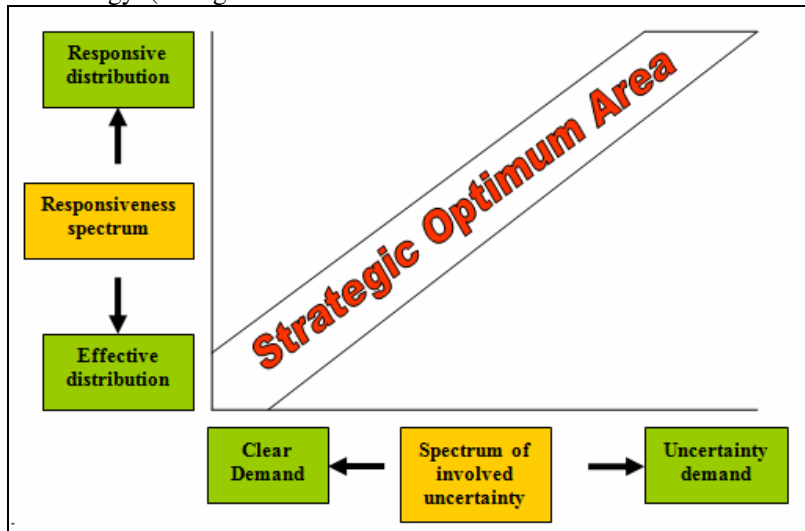 Responsive
distribution
Responsiveness
spectrum
Effective
distribution
Strategic Optimum Area
Clear
Demand
Spectrum of
involved
uncertainty
Uncertainty
demand